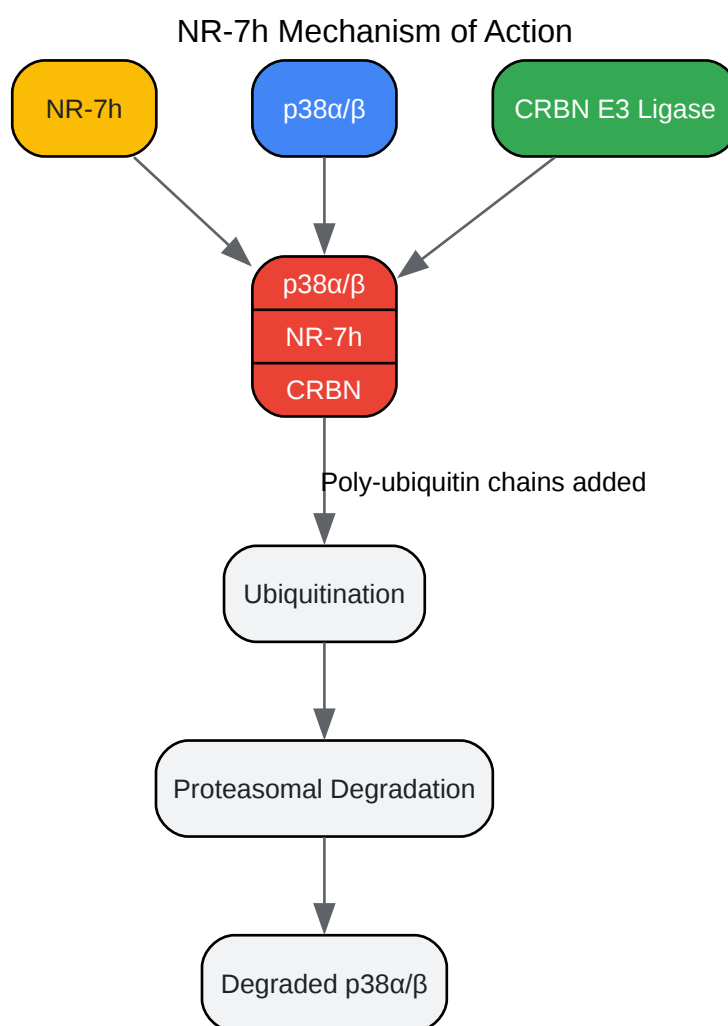 NR-7h Mechanism of Action
NR-7h
p38α/β
CRBN E3 Ligase
p38α/β
NR-7h
CRBN
Poly-ubiquitin chains added
Ubiquitination
Proteasomal Degradation
Degraded p38α/β